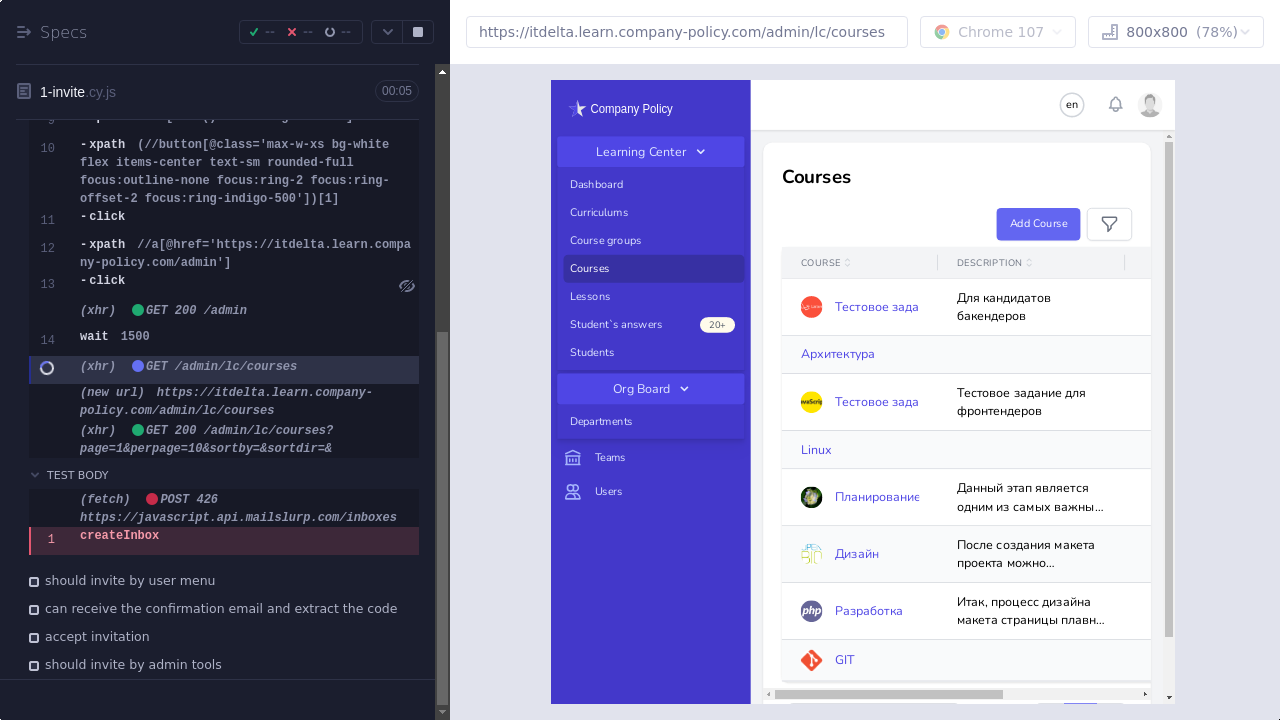 Specs
--
--
--
https://itdelta.learn.company-policy.com/admin/lc/courses
Chrome 107
800x800 (78%)
1-invite.cy.js
00:05
9
10
-xpath (//button[@class='max-w-xs bg-white
flex items-center text-sm rounded-full
focus:outline-none focus:ring-2 focus:ring-
offset-2 focus:ring-indigo-500'])[1]
11
-click
12
-xpath //a[@href='https://itdelta.learn.compa
ny-policy.com/admin']
13
-click
(xhr) GET 200 /admin
14
wait 1500
(xhr) GET /admin/lc/courses
(new url) https://itdelta.learn.company-
policy.com/admin/lc/courses
(xhr) GET 200 /admin/lc/courses?
page=1&perpage=10&sortby=&sortdir=&
TEST BODY
(fetch) POST 426
https://javascript.api.mailslurp.com/inboxes
1
createInbox
should invite by user menu
can receive the confirmation email and extract the code
accept invitation
should invite by admin tools
Company Policy
Learning Center
Dashboard
Curriculums
Course groups
Courses
Lessons
Student`s answers
20+
Students
Org Board
Departments
Teams
Users
en
Courses
Add Course
COURSE
DESCRIPTION
Тестовое зада
Для кандидатов
бакендеров
Архитектура
Тестовое зада
Тестовое задание для
фронтендеров
Linux
Планирование
Данный этап является
одним из самых важны...
Дизайн
После создания макета
проекта можно...
php
Разработка
Итак, процесс дизайна
макета страницы плавн...
GIT